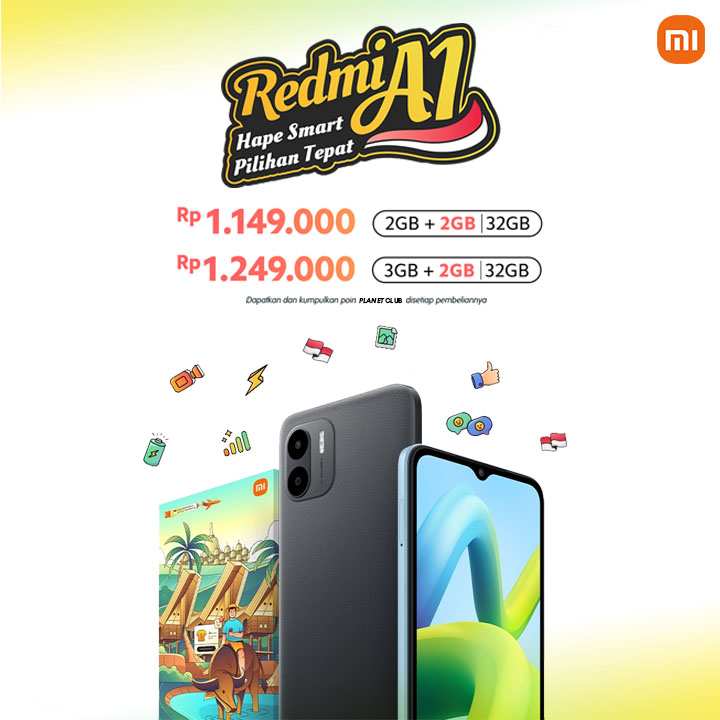 mi
Redmi A1
Hape Smart
Pilihan Tepat
Rp 1.149.000 2GB + 2GB | 32GB
Rp 1.249.000 3GB + 2GB | 32GB
Dapatkan dan kumpulkan poin PLANET CLUB disetiap pembeliannya
mi